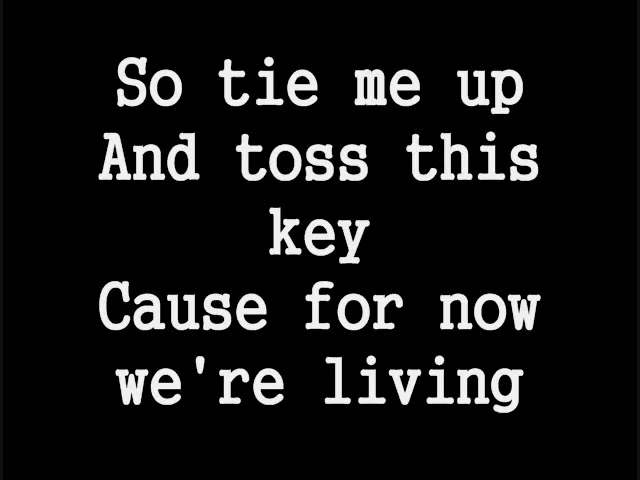 So tie me up
And toss this
key
Cause for now
we're living